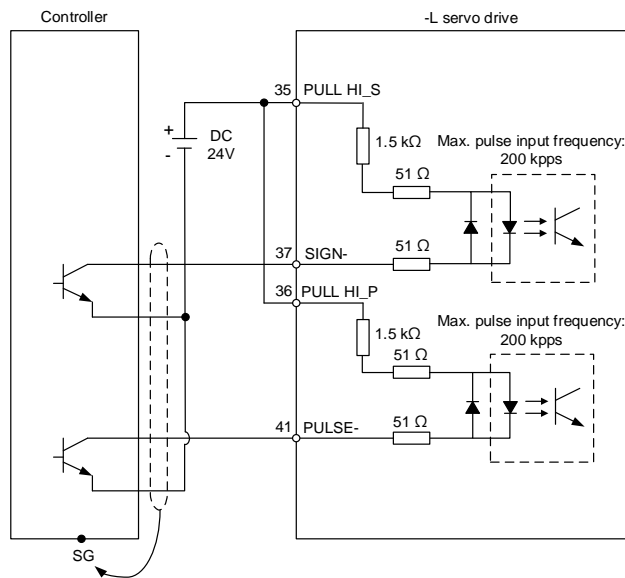 Controller
-L servo drive
35
PULL HI_S
+
-
DC
24V
1.5 kΩ
Max. pulse input frequency:
200 kpps
51 Ω
51 Ω
37
SIGN-
36
PULL HI_P
1.5 kΩ
Max. pulse input frequency:
200 kpps
51 Ω
51 Ω
41
PULSE-
SG